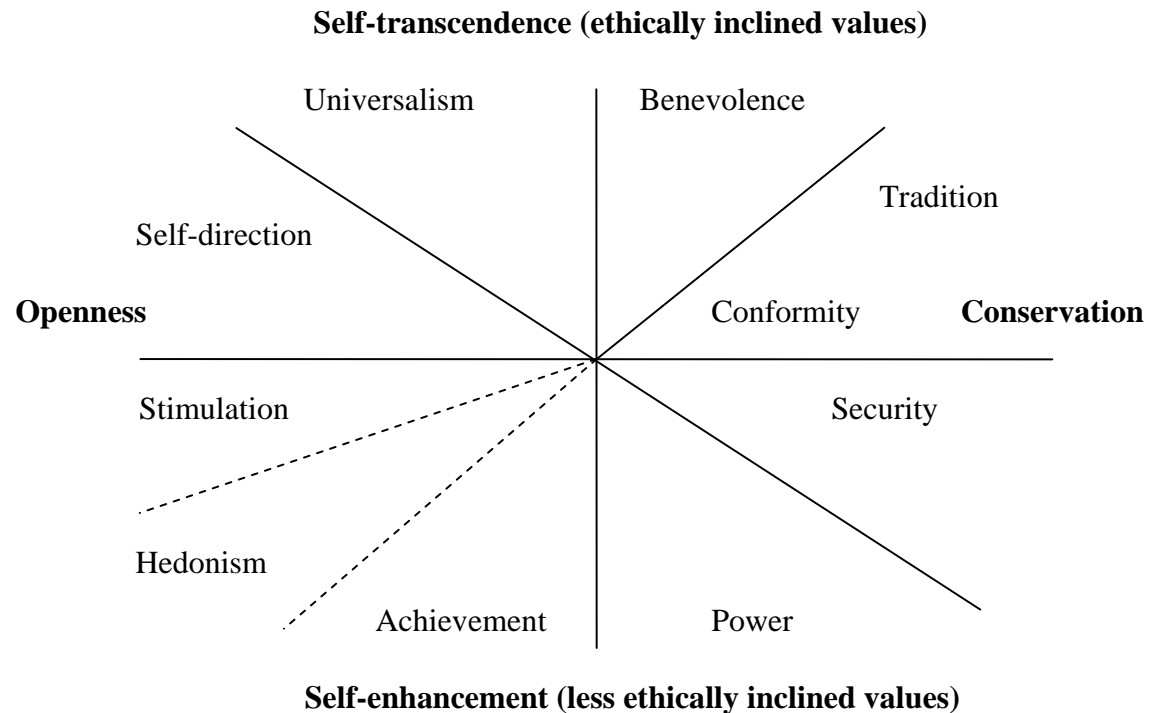 Self-transcendence (ethically inclined values)
Universalism
Benevolence
Tradition
Self-direction
Openness
Conformity
Conservation
Stimulation
Security
Hedonism
Achievement
Power
Self-enhancement (less ethically inclined values)